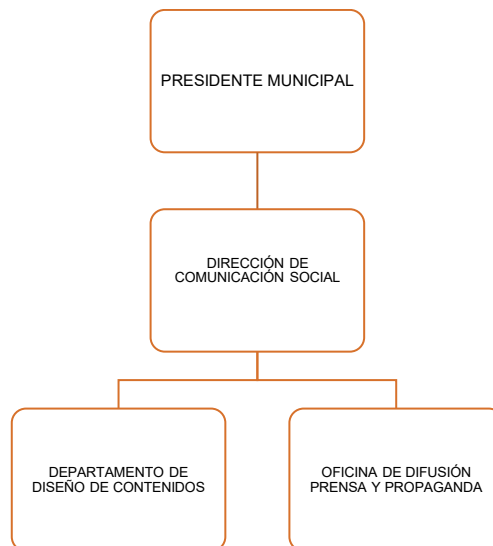 PRESIDENTE MUNICIPAL
DIRECCIÓN DE
COMUNICACIÓN SOCIAL
DEPARTAMENTO DE
DISEÑO DE CONTENIDOS
OFICINA DE DIFUSIÓN
PRENSA Y PROPAGANDA